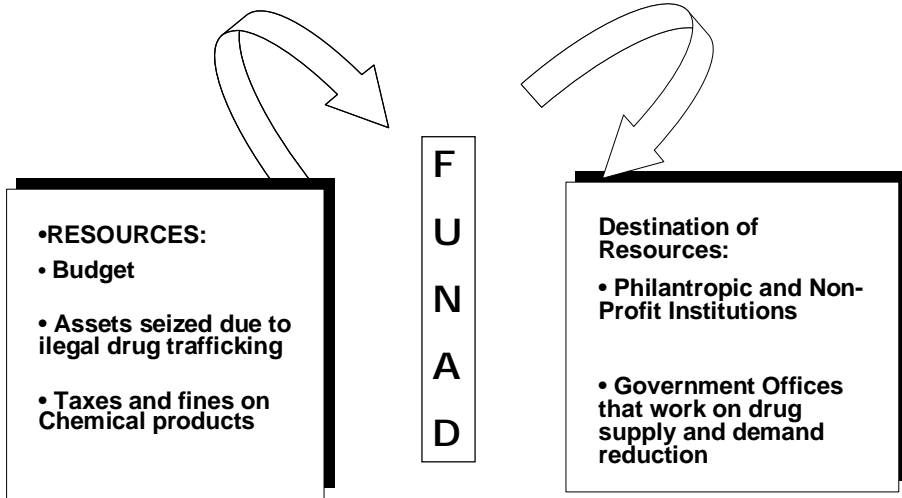 •RESOURCES:
• Budget
• Assets seized due to
ilegal drug trafficking
• Taxes and fines on
Chemical products
F
U
N
A
D
Destination of
Resources:
• Philantropic and Non-
Profit Institutions
• Government Offices
that work on drug
supply and demand
reduction